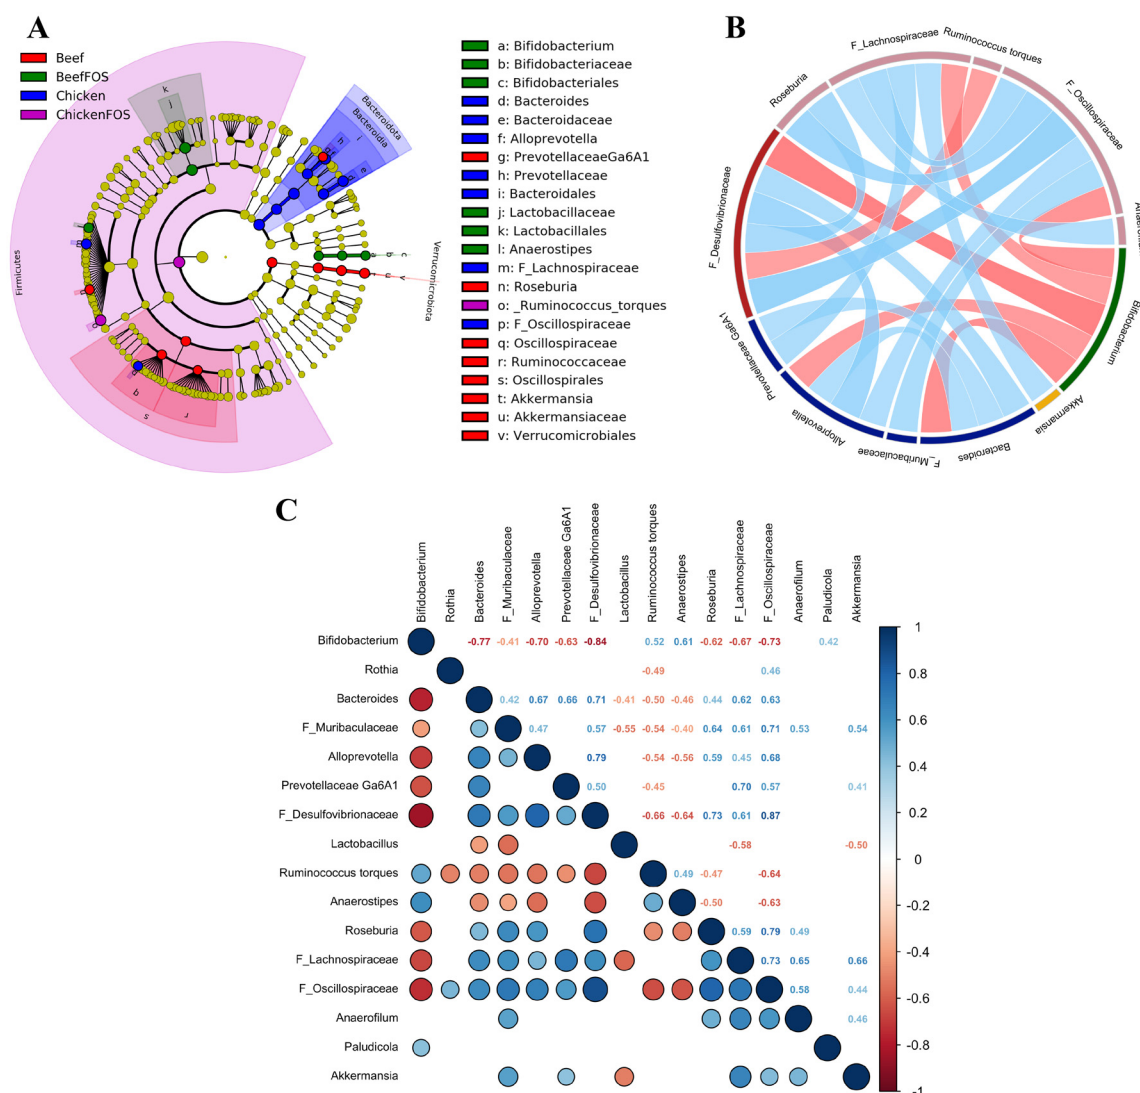 A
Beef
BeefFOS
Chicken
ChickenFOS
k
j
Bacteroidota
Bacteroidia
h
i
e
a
b
c
r
u
v
Verrucomicrobiota
Firmicutes
q
s
r
a: Bifidobacterium
b: Bifidobacteriaceae
c: Bifidobacteriales
d: Bacteroides
e: Bacteroidaceae
f: Alloprevotella
g: PrevotellaceaeGa6A1
h: Prevotellaceae
i: Bacteroidales
j: Lactobacillaceae
k: Lactobacillales
l: Anaerostipes
m: F_Lachnospiraceae
n: Roseburia
o: _Ruminococcus_torques
p: F_Oscillospiraceae
q: Oscillospiraceae
r: Ruminococcaceae
s: Oscillospirales
t: Akkermansia
u: Akkermansiaceae
v: Verrucomicrobiales
B
F_Lachnospiraceae
Ruminococcus torques
F_Oscillospiraceae
Roseburia
F_Desulfovibrionaceae
Prevotellaceae Ga6A1
Alloprevotella
F_Muribaculaceae
Bacteroides
Akkermansia
Bifidobacterium
C
Bifidobacterium
Rothia
Bacteroides
F_Muribaculaceae
Alloprevotella
Prevotellaceae Ga6A1
F_Desulfovibrionaceae
Lactobacillus
Ruminococcus torques
Anaerostipes
Roseburia
F_Lachnospiraceae
F_Oscillospiraceae
Anaerofilum
Paludicola
Akkermansia
Bifidobacterium -0.77 -0.41 -0.70 -0.63 -0.84 0.52 0.61 -0.62 -0.67 -0.73 0.42
Rothia -0.49 0.46
Bacteroides 0.42 0.67 0.66 0.71 -0.41 -0.50 -0.46 0.44 0.62 0.63
F_Muribaculaceae 0.47 0.57 -0.55 -0.54 -0.40 0.64 0.61 0.71 0.53 0.54
Alloprevotella 0.79 -0.54 -0.56 0.59 0.45 0.68
Prevotellaceae Ga6A1 0.50 -0.45 0.70 0.57 0.41
F_Desulfovibrionaceae -0.66 -0.64 0.73 0.61 0.87
Lactobacillus -0.58 -0.50
Ruminococcus torques 0.49 -0.47 -0.64
Anaerostipes -0.50 -0.63
Roseburia 0.59 0.79 0.49
F_Lachnospiraceae 0.73 0.65 0.66
F_Oscillospiraceae 0.58 0.44
Anaerofilum 0.46
Paludicola
Akkermansia
1
0.8
0.6
0.4
0.2
0
-0.2
-0.4
-0.6
-0.8
-1